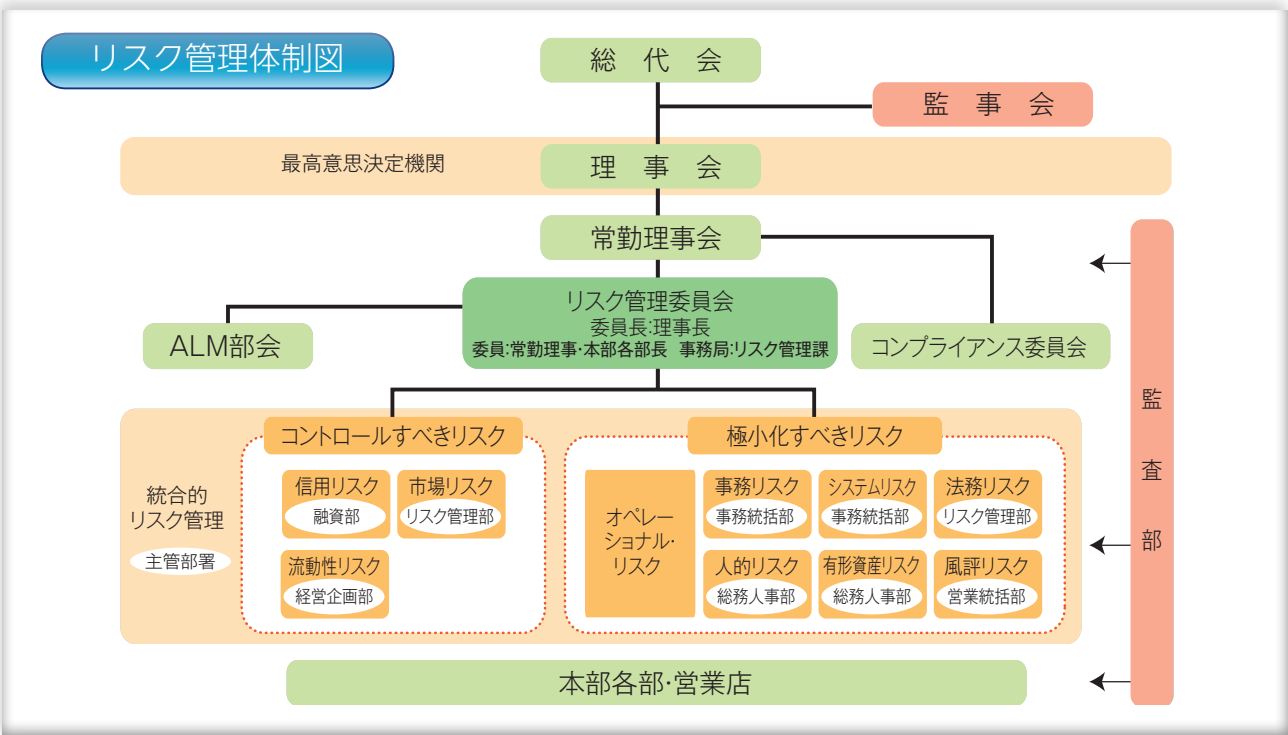 リスク管理体制図
総代会
監事会
最高意思決定機関
理事会
常勤理事会
リスク管理委員会
委員長:理事長
委員:常勤理事・本部各部長 事務局:リスク管理課
ALM部会
コンプライアンス委員会
監査部
統合的
リスク管理
主管部署
コントロールすべきリスク
信用リスク
融資部
市場リスク
リスク管理部
流動性リスク
経営企画部
極小化すべきリスク
オペレー
ショナル・
リスク
事務リスク
事務統括部
システムリスク
事務統括部
法務リスク
リスク管理部
人的リスク
総務人事部
有形資産リスク
総務人事部
風評リスク
営業統括部
本部各部・営業店